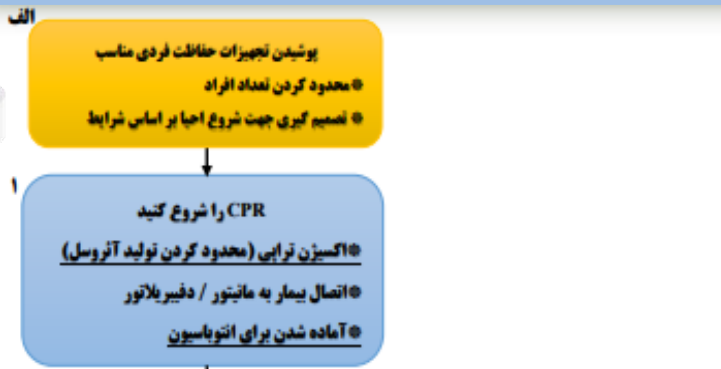 الف
پوشیدن تجهیزات حفاظت فردی مناسب
*محدود کردن تعداد افراد
* تصمیم گیری جهت شروع احیا بر اساس شرایط
۱
CPR را شروع کنید
*اکسیژن تراپی (محدود کردن تولید آئروسل)
*اتصال بیمار به مانیتور / دفیبریلاتور
*آماده شدن برای انتوباسیون